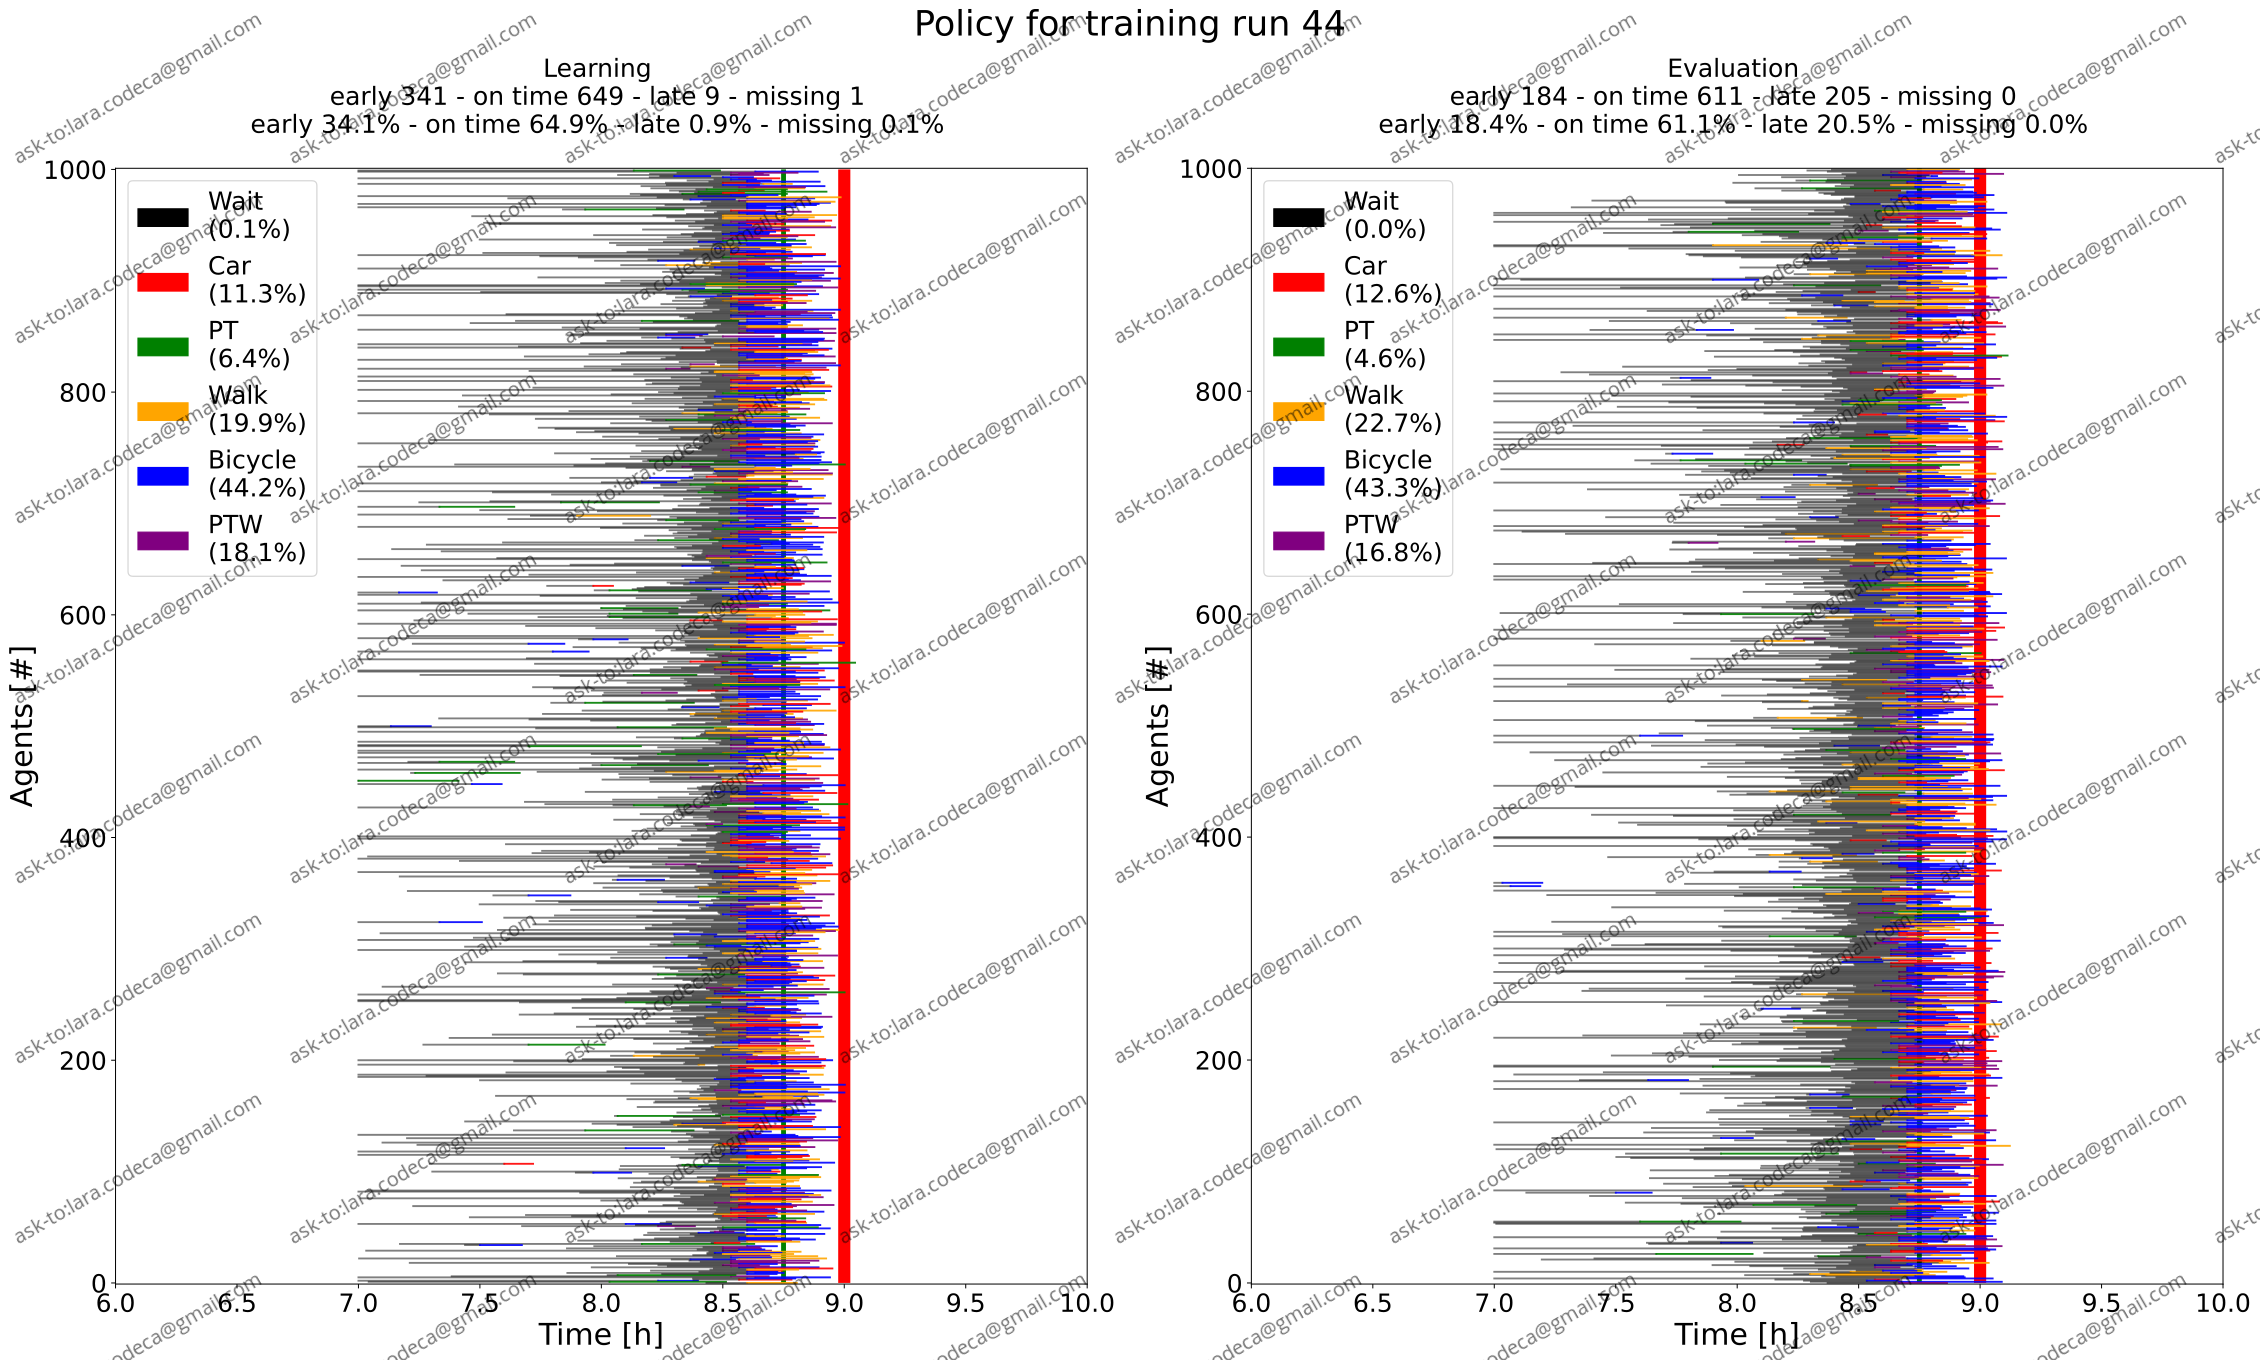 Policy for training run 44
Learning
early 341 - on time 649 - late 9 - missing 1
early 34.1% - on time 64.9% - late 0.9% - missing 0.1%
Evaluation
early 184 - on time 611 - late 205 - missing 0
early 18.4% - on time 61.1% - late 20.5% - missing 0.0%
Agents [#]
1000
800
600
400
200
0
Wait
(0.1%)
Car
(11.3%)
PT
(6.4%)
Walk
(19.9%)
Bicycle
(44.2%)
PTW
(18.1%)
6.0 6.5 7.0 7.5 8.0 8.5 9.0 9.5 10.0
Time [h]
Agents [#]
1000
800
600
400
200
0
Wait
(0.0%)
Car
(12.6%)
PT
(4.6%)
Walk
(22.7%)
Bicycle
(43.3%)
PTW
(16.8%)
6.0 6.5 7.0 7.5 8.0 8.5 9.0 9.5 10.0
Time [h]
ask-to:lara.codeca@gmail.com